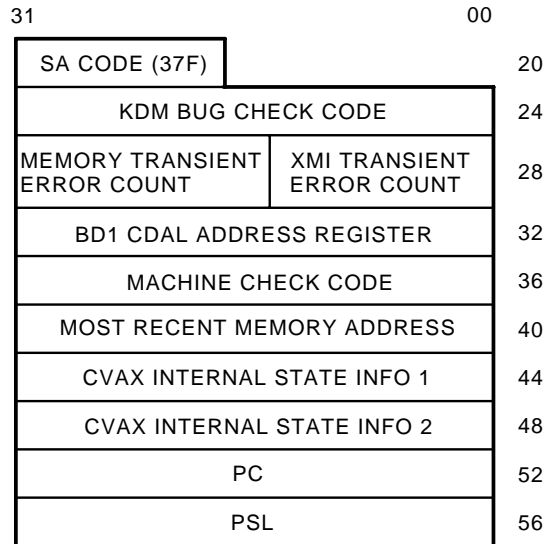 31 00
SA CODE (37F) 20
KDM BUG CHECK CODE 24
MEMORY TRANSIENT
ERROR COUNT
XMI TRANSIENT
ERROR COUNT
28
BD1 CDAL ADDRESS REGISTER 32
MACHINE CHECK CODE 36
MOST RECENT MEMORY ADDRESS 40
CVAX INTERNAL STATE INFO 1 44
CVAX INTERNAL STATE INFO 2 48
PC 52
PSL 56